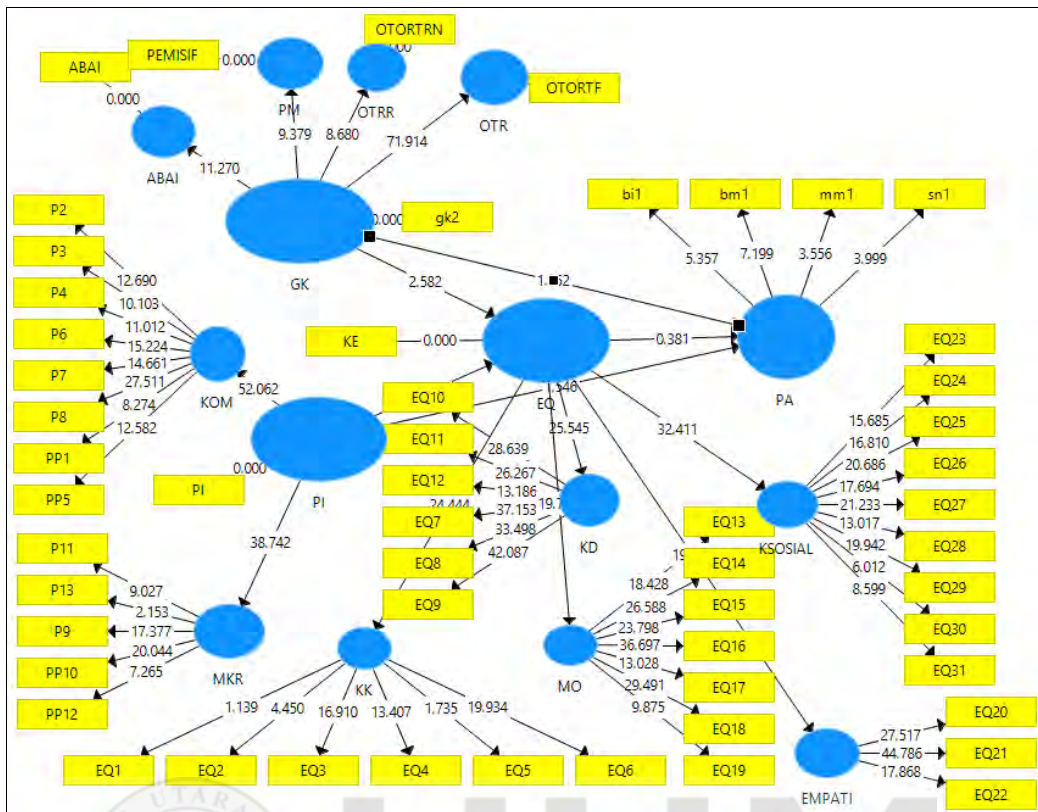 OTORTRN
PEMISIF
0.000
ABAI
0.000
PM
OTRR
OTR
OTORTF
ABAI
9.379
8.680
71.914
11.270
P2
P3
P4
P6
P7
P8
PP1
PP5
0.000
gk2
GK
bi1
bm1
mm1
sn1
5.357
7.199
3.556
3.999
2.582
12.690
10.103
11.012
15.224
14.661
27.511
8.274
12.582
KOM
52.062
KE
0.000
EQ
0.381
PA
0.000
PI
PI
38.742
EQ10
EQ11
EQ12
EQ7
EQ8
EQ9
28.639
26.267
13.186
37.153
33.498
42.087
25.545
KD
24.444
32.411
KSOSIAL
EQ23
EQ24
EQ25
EQ26
EQ27
EQ28
EQ29
EQ30
EQ31
15.685
16.810
20.686
17.694
21.233
13.017
19.942
6.012
8.599
P11
P13
P9
PP10
PP12
9.027
2.153
17.377
20.044
7.265
MKR
KK
1.139
4.450
16.910
13.407
1.735
19.934
EQ1
EQ2
EQ3
EQ4
EQ5
EQ6
MO
18.428
26.588
23.798
36.697
13.028
29.491
9.875
EQ13
EQ14
EQ15
EQ16
EQ17
EQ18
EQ19
EMPATI
27.517
44.786
17.868
EQ20
EQ21
EQ22
UTARA